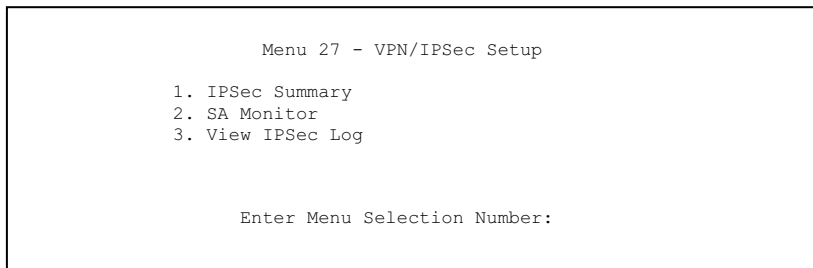 Menu 27 - VPN/IPSec Setup
1. IPSec Summary
2. SA Monitor
3. View IPSec Log
Enter Menu Selection Number: